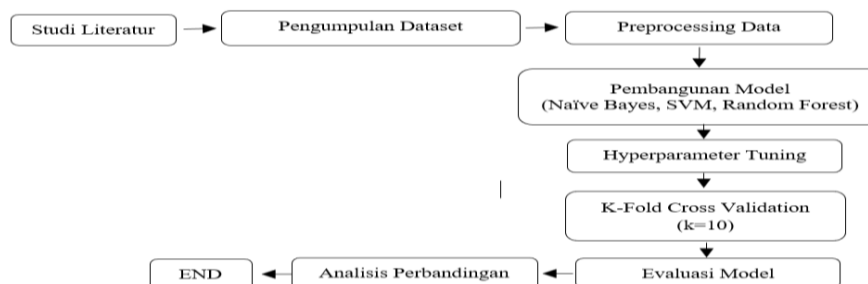 Studi Literatur
Pengumpulan Dataset
Preprocessing Data
Pembangunan Model
(Naïve Bayes, SVM, Random Forest)
Hyperparameter Tuning
K-Fold Cross Validation
(k=10)
Evaluasi Model
Analisis Perbandingan
END